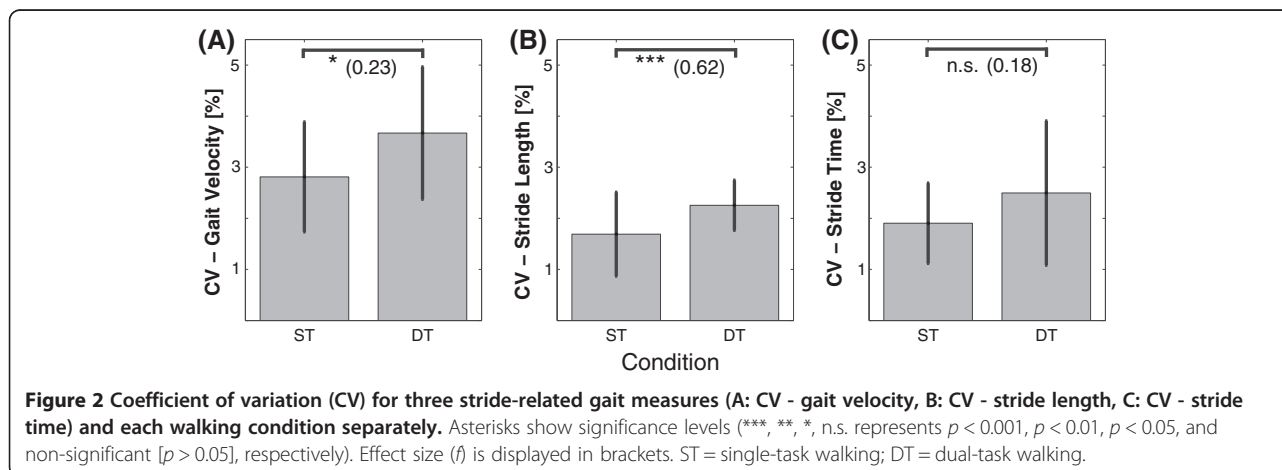 (A)
CV – Gait Velocity [%]
5
3
1
* (0.23)
ST
DT
(B)
CV – Stride Length [%]
*** (0.62)
ST
DT
(C)
CV – Stride Time [%]
5
3
1
n.s. (0.18)
ST
DT
Condition
Figure 2 Coefficient of variation (CV) for three stride-related gait measures (A: CV - gait velocity, B: CV - stride length, C: CV - stride
time) and each walking condition separately. Asterisks show significance levels (***, **, *, n.s. represents p < 0.001, p < 0.01, p < 0.05, and
non-significant [p > 0.05], respectively). Effect size (f) is displayed in brackets. ST = single-task walking; DT = dual-task walking.